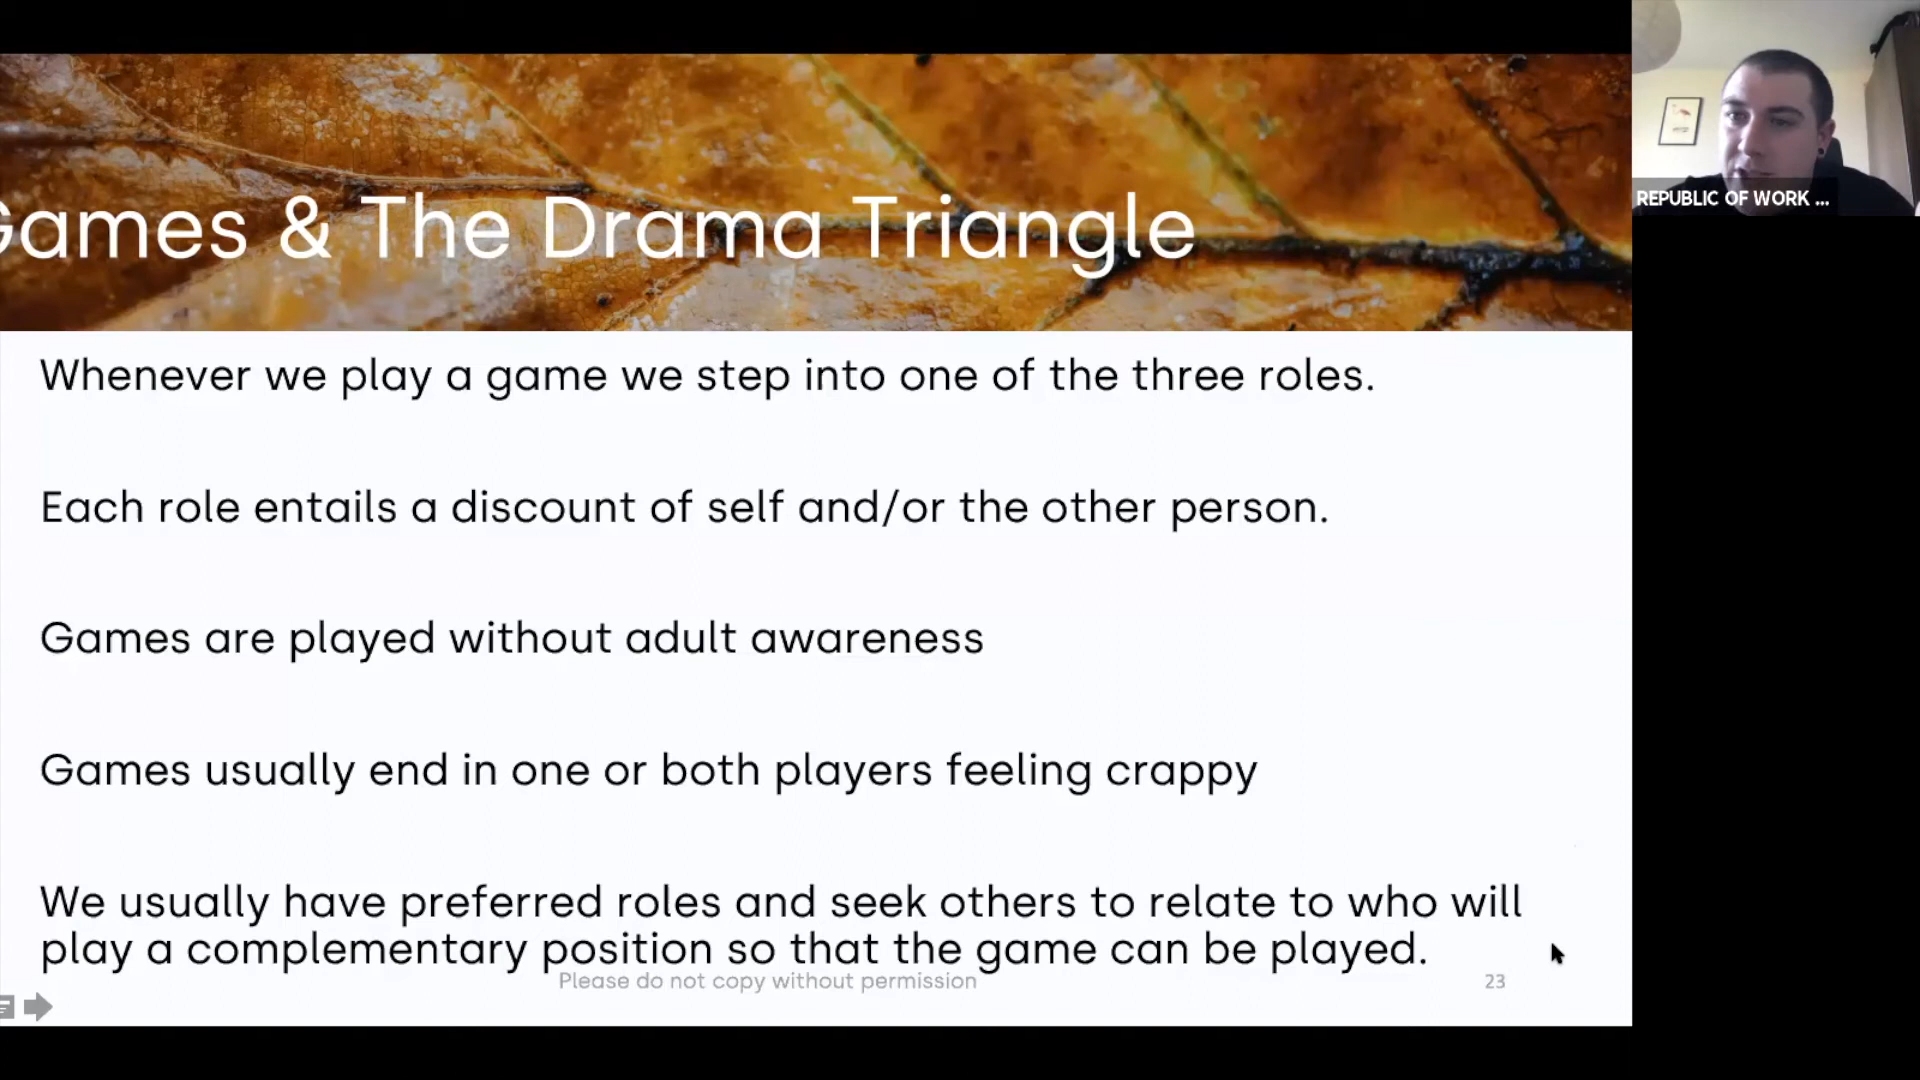 Games & The Drama Triangle
REPUBLIC OF WORK ...
Whenever we play a game we step into one of the three roles.
Each role entails a discount of self and/or the other person.
Games are played without adult awareness
Games usually end in one or both players feeling crappy
We usually have preferred roles and seek others to relate to who will
play a complementary position so that the game can be played.
Please do not copy without permission
23